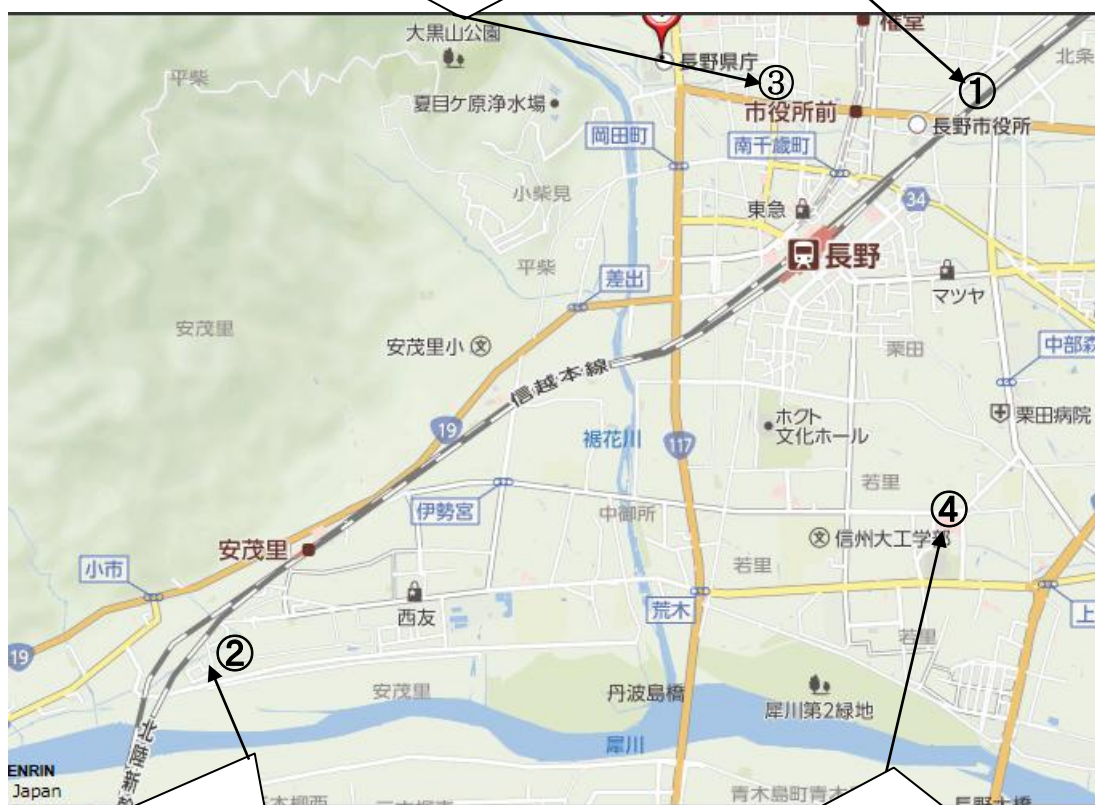 大黒山公園
権堂
平柴
長野県庁
北条
③
①
夏目ケ原浄水場
市役所前
長野市役所
岡田町
南千歳町
小柴見
34
東急
平柴
長野
差出
マツヤ
安茂里
安茂里小
文
栗田
中部森
信越本線
ホクト
文化ホール
栗田病院
19
裾花川
117
若里
伊勢宮
中御所
④
文
信州大工学部
安茂里
若里
小市
西友
荒木
上
若里
②
19
安茂里
丹波島橋
犀川第2緑地
北陸新幹
犀川
ENRIN
Japan
青木島町青木